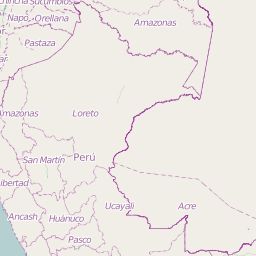 Sucumbíos
Napo
Orellana
Amazonas
Pastaza
Amazonas
Loreto
San Martín
Perú
Libertad
Ucayali
Acre
Ancash
Huánuco
Pasco